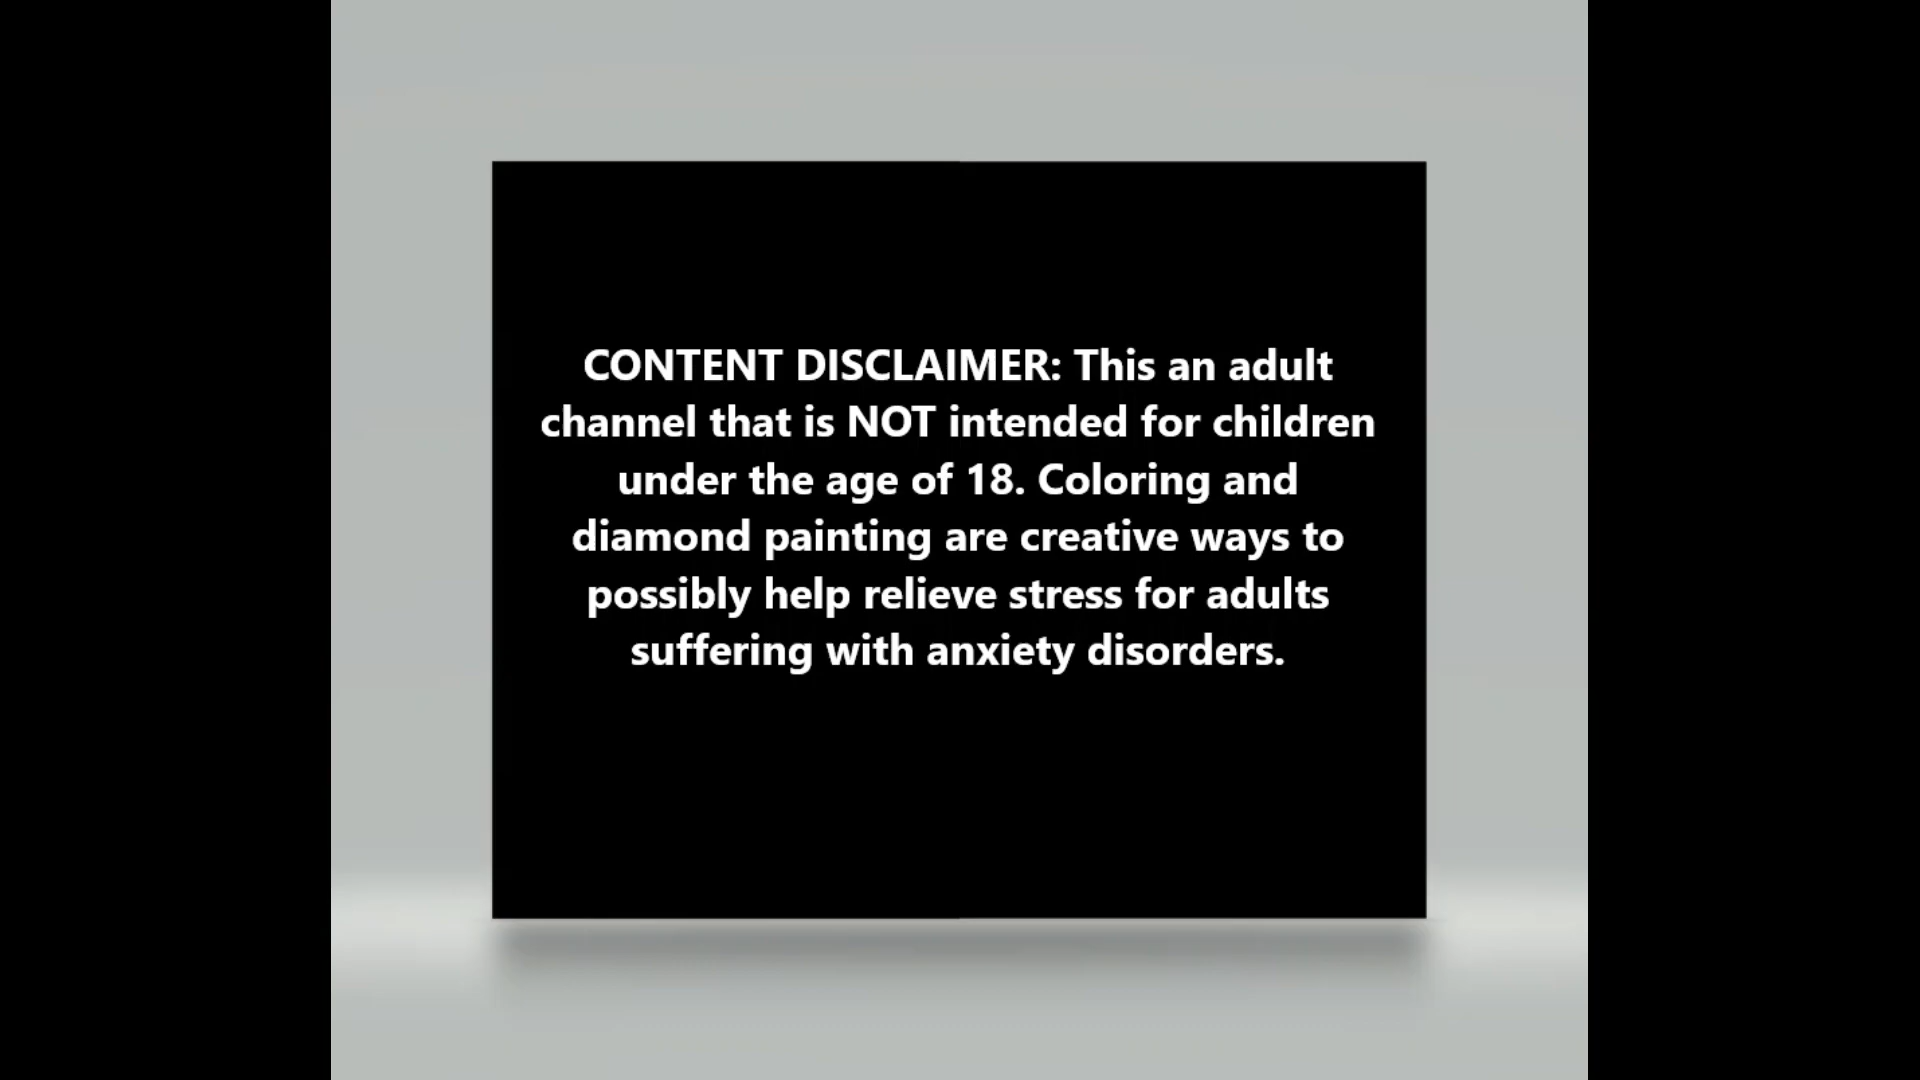 CONTENT DISCLAIMER: This an adult
channel that is NOT intended for children
under the age of 18. Coloring and
diamond painting are creative ways to
possibly help relieve stress for adults
suffering with anxiety disorders.